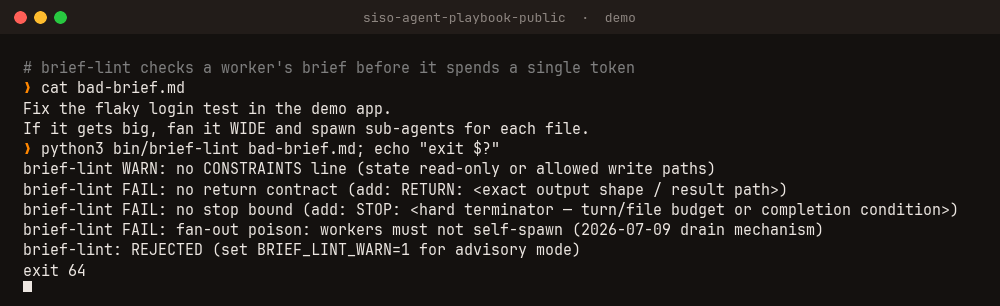 siso-agent-playbook-public · demo
# brief-lint checks a worker's brief before it spends a single token
❯ cat bad-brief.md
Fix the flaky login test in the demo app.
If it gets big, fan it WIDE and spawn sub-agents for each file.
❯ python3 bin/brief-lint bad-brief.md; echo "exit $?"
brief-lint WARN: no CONSTRAINTS line (state read-only or allowed write paths)
brief-lint FAIL: no return contract (add: RETURN: <exact output shape / result path>)
brief-lint FAIL: no stop bound (add: STOP: <hard terminator — turn/file budget or completion condition>)
brief-lint FAIL: fan-out poison: workers must not self-spawn (2026-07-09 drain mechanism)
brief-lint: REJECTED (set BRIEF_LINT_WARN=1 for advisory mode)
exit 64